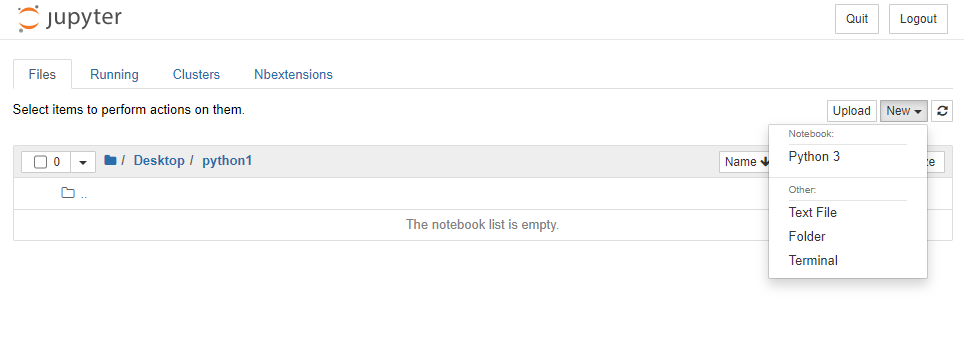 jupyter
Quit Logout
Files Running Clusters Nbextensions
Select items to perform actions on them.
Upload New
Notebook:
Python 3
0 / Desktop / python1 Name
..
Other:
Text File
The notebook list is empty.
Folder
Terminal